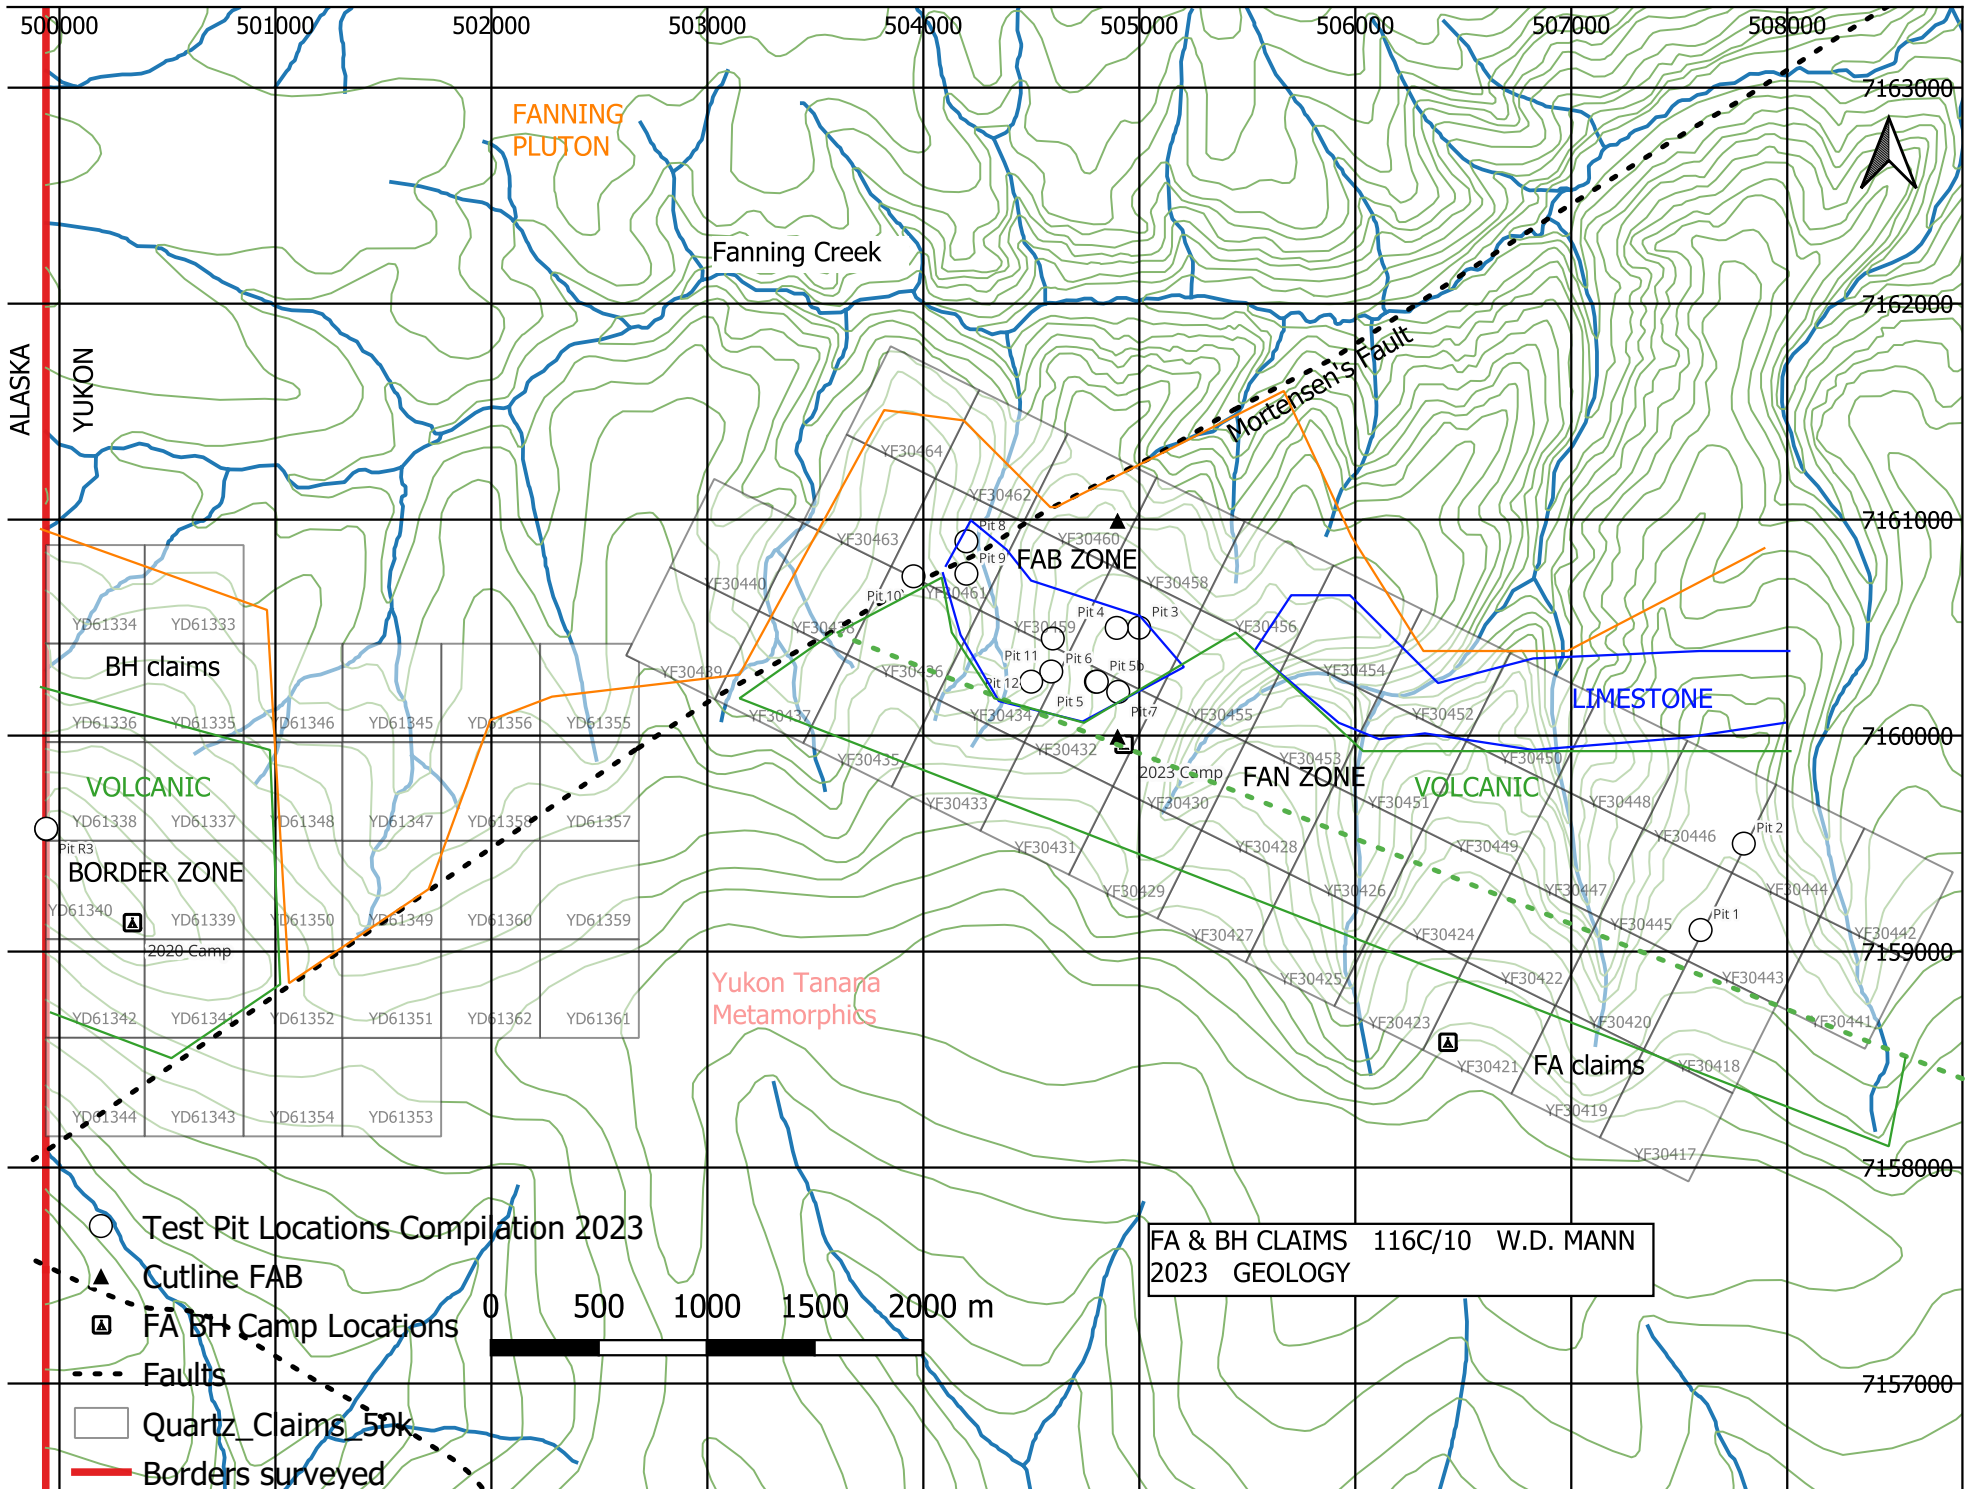 500000 501000 502000 503000 504000 505000 506000 507000 508000
7163000
FANNING
PLUTON
Fanning Creek
7162000
ALASKA
YUKON
Mortensen's Fault
YF30464
YF30462
7161000
Pit 8
YF30463
YF30460
FAB ZONE
Pit 9
YF30440
YF30458
YF30461
Pit 10
Pit 4
Pit 3
YD61334
YD61333
YF30438
YF30459
YF30456
BH claims
Pit 11
Pit 6
Pit 5b
YF30439
YF30436
YF30454
Pit 12
Pit 5
LIMESTONE
Pit 7
YD61336
YD61335
YD61346
YD61345
YD61356
YD61355
YF30437
YF30434
YF30455
YF30452
7160000
YF30435
YF30432
YF30453
YF30450
2023 Camp
FAN ZONE
VOLCANIC
VOLCANIC
YF30433
YF30430
YF30451
YF30448
YD61338
YD61337
YD61348
YD61347
YD61358
YD61357
Pit 2
YF30446
Pit R3
YF30431
YF30428
YF30449
BORDER ZONE
YF30429
YF30426
YF30447
YF30444
YD61340
YD61339
YD61350
YD61349
YD61360
YD61359
Pit 1
YF30445
YF30427
YF30424
YF30442
2020 Camp
7159000
Yukon Tanana
Metamorphics
YF30425
YF30422
YF30443
YD61342
YD61341
YD61352
YD61351
YD61362
YD61361
YF30423
YF30420
YF30441
YF30421
FA claims
YF30418
YD61344
YD61343
YD61354
YD61353
YF30419
YF30417
7158000
Test Pit Locations Compilation 2023
Cutline FAB
FA BH Camp Locations
Faults
Quartz_Claims_50k
Borders surveyed
0 500 1000 1500 2000 m
FA & BH CLAIMS 116C/10 W.D. MANN
2023 GEOLOGY
7157000